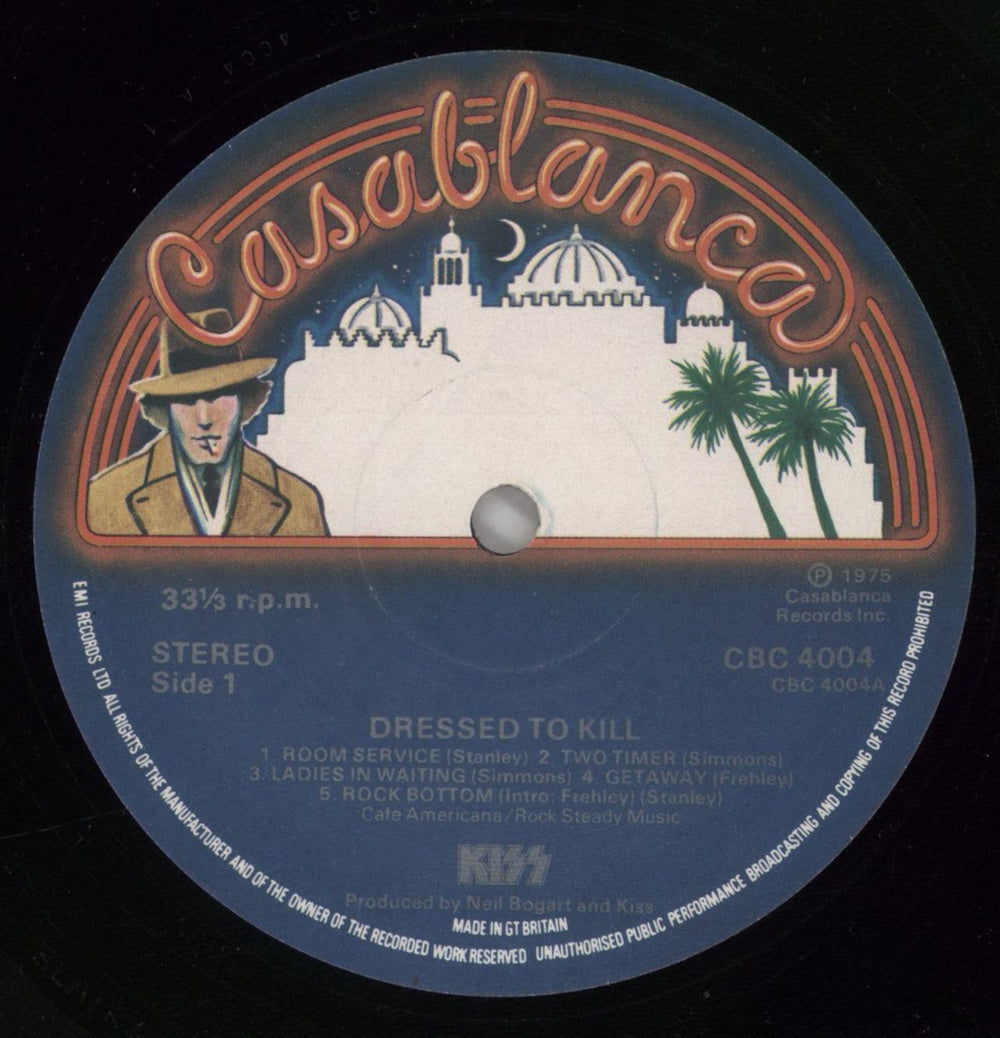 Casablanca
33⅓ r.p.m.
STEREO
Side 1
℗ 1975
Casablanca
Records Inc.
CBC 4004
CBC 4004A
DRESSED TO KILL
1. ROOM SERVICE (Stanley) 2. TWO TIMER (Simmons)
3. LADIES IN WAITING (Simmons) 4. GETAWAY (Frehley)
5. ROCK BOTTOM (Intro: Frehley) (Stanley)
Cafe Americana/Rock Steady Music
KISS
Produced by Neil Bogart and Kiss
MADE IN GT BRITAIN
EMI RECORDS LTD ALL RIGHTS OF THE MANUFACTURER AND OF THE OWNER OF THE RECORDED WORK RESERVED UNAUTHORISED PUBLIC PERFORMANCE BROADCASTING AND COPYING OF THIS RECORD PROHIBITED